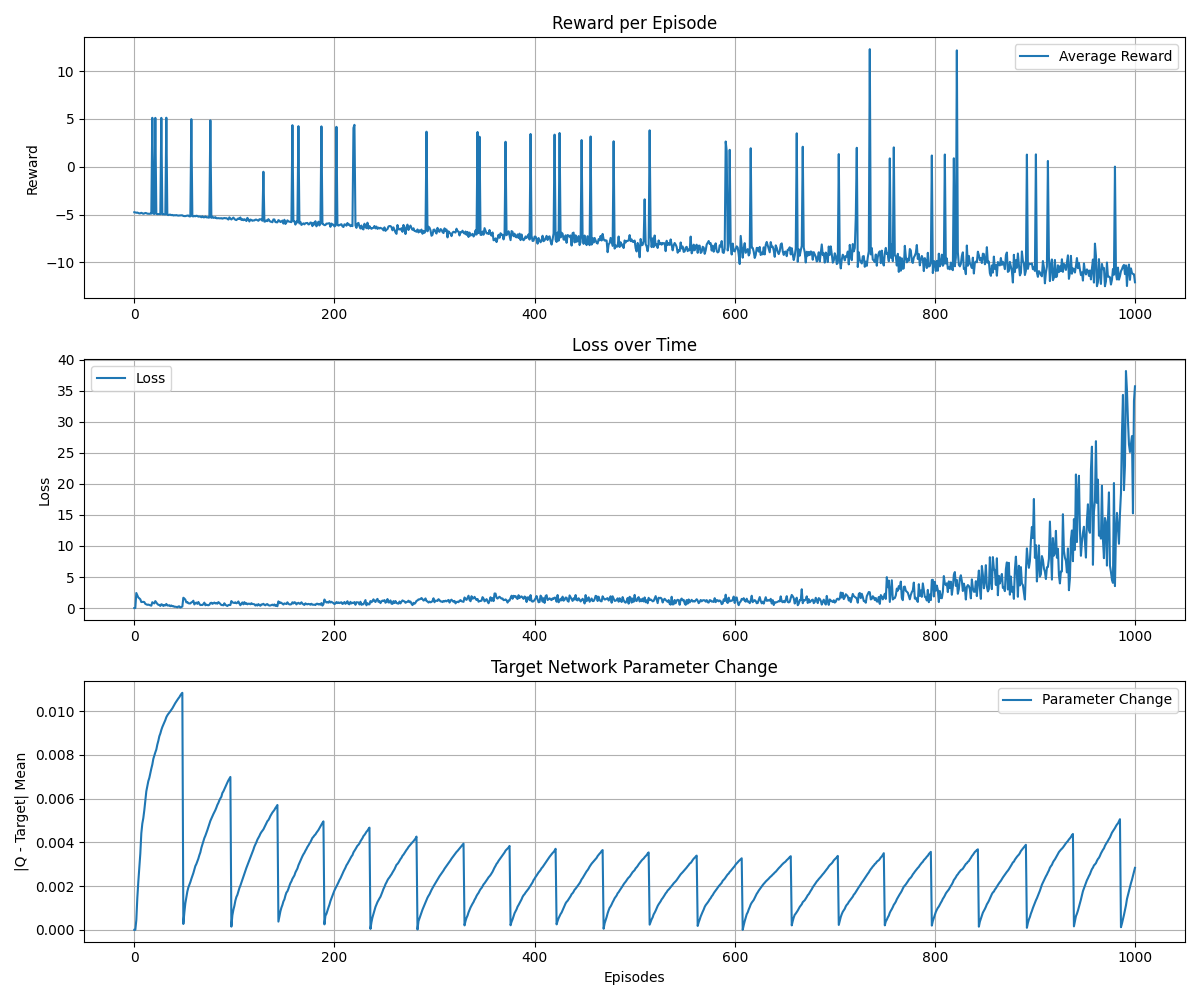 Reward per Episode
Reward
10
5
0
−5
−10
Average Reward
0 200 400 600 800 1000
Loss over Time
Loss
40
35
30
25
20
15
10
5
0
Loss
0 200 400 600 800 1000
Target Network Parameter Change
|Q - Target| Mean
0.010
0.008
0.006
0.004
0.002
0.000
Parameter Change
0 200 400 600 800 1000
Episodes